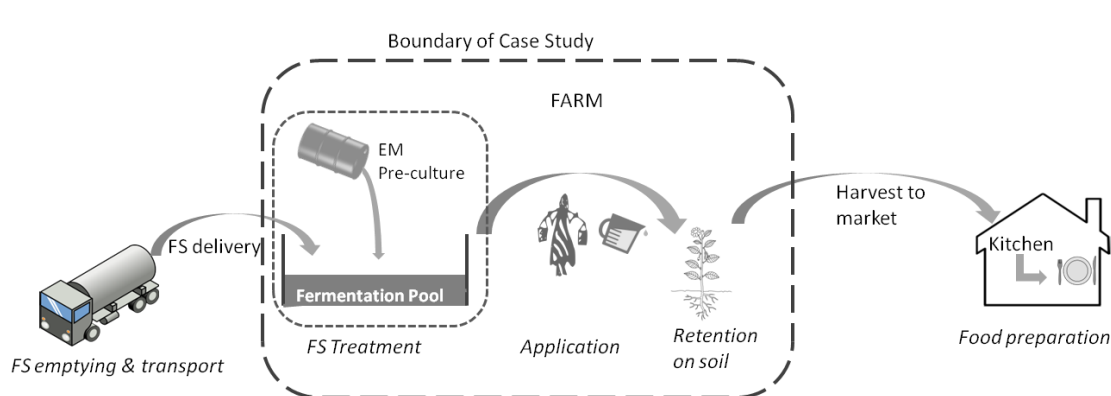 Boundary of Case Study
FARM
EM
Pre-culture
FS delivery
Fermentation Pool
Harvest to
market
Kitchen
FS emptying & transport
FS Treatment
Application
Retention
on soil
Food preparation